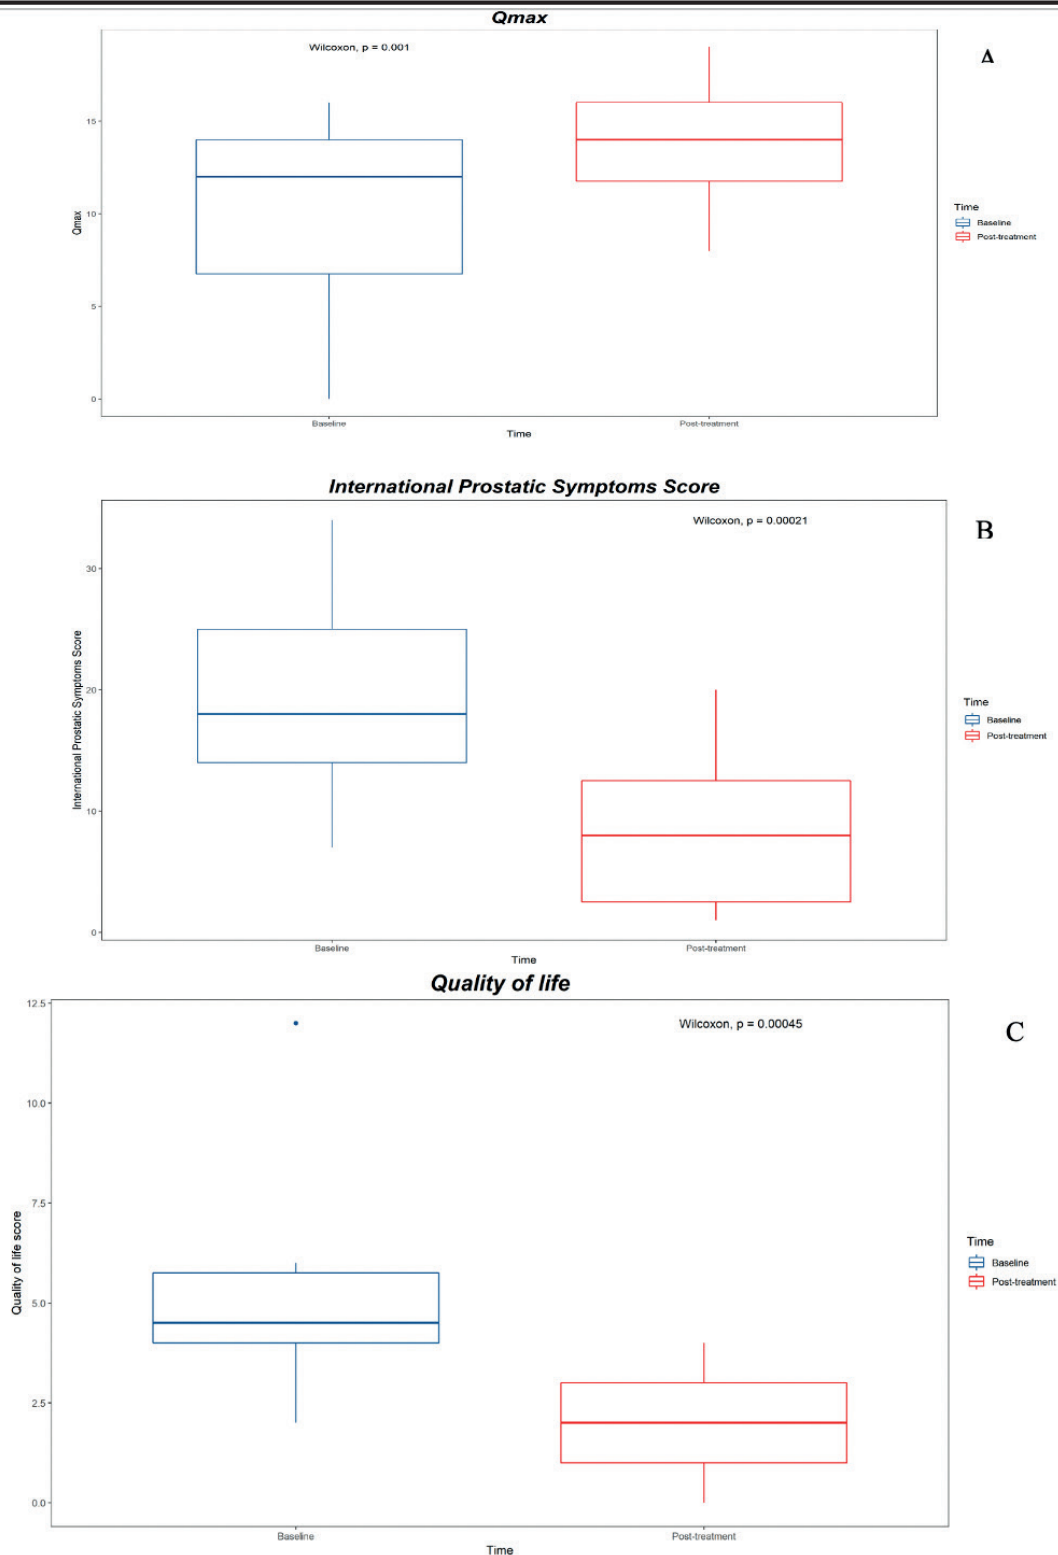 Qmax
Wilcoxon, p = 0.001
A
15
10
5
0
Qmax
Time
Baseline
Post-treatment
Baseline
Post-treatment
Time
International Prostatic Symptoms Score
Wilcoxon, p = 0.00021
B
30
20
10
0
International Prostatic Symptoms Score
Time
Baseline
Post-treatment
Baseline
Post-treatment
Time
Quality of life
12.5
Wilcoxon, p = 0.00045
C
10.0
7.5
5.0
2.5
0.0
Quality of life score
Time
Baseline
Post-treatment
Baseline
Post-treatment
Time